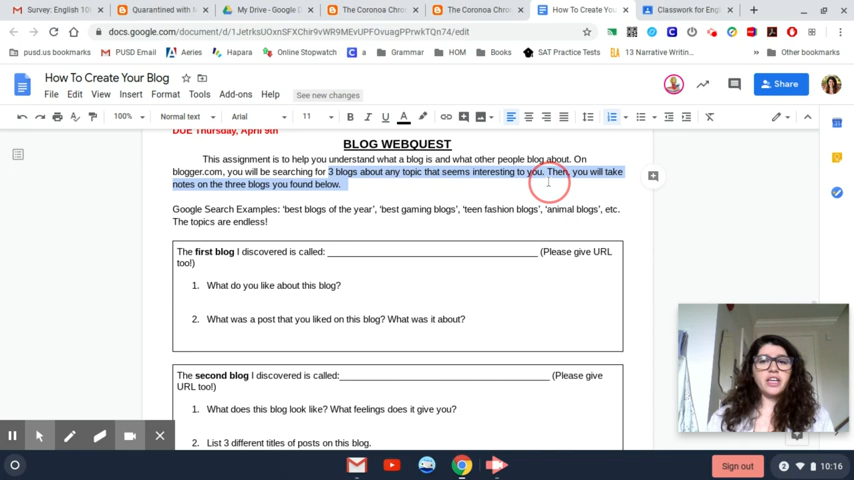 Survey: English 10
Quarantined with
My Drive - Google
The Coronoa Chro
The Coronoa Chro
How To Create You
Classwork for Eng
docs.google.com/document/d/1JetrksUOxnSFXChir9vWR9MEvUPFOvuagPPrwkTQn74/edit
pusd.us bookmarks
PUSD Email
Aeries
Hapara
Online Stopwatch
a
Grammar
HOM
Books
SAT Practice Tests
13 Narrative Writin...
Other bookmarks
How To Create Your Blog
File Edit View Insert Format Tools Add-ons Help
See new changes
Share
100%
Normal text
Arial
11
DUE Thursday, April 9th
BLOG WEBQUEST
This assignment is to help you understand what a blog is and what other people blog about. On
blogger.com, you will be searching for 3 blogs about any topic that seems interesting to you. Then, you will take
notes on the three blogs you found below.
Google Search Examples: ‘best blogs of the year’, ‘best gaming blogs’, ‘teen fashion blogs’, ‘animal blogs’, etc.
The topics are endless!
The first blog I discovered is called: ______________________________________ (Please give URL
too!)
1. What do you like about this blog?
2. What was a post that you liked on this blog? What was it about?
The second blog I discovered is called:______________________________________ (Please give
URL too!)
1. What does this blog look like? What feelings does it give you?
2. List 3 different titles of posts on this blog.
Sign out
2
10:16